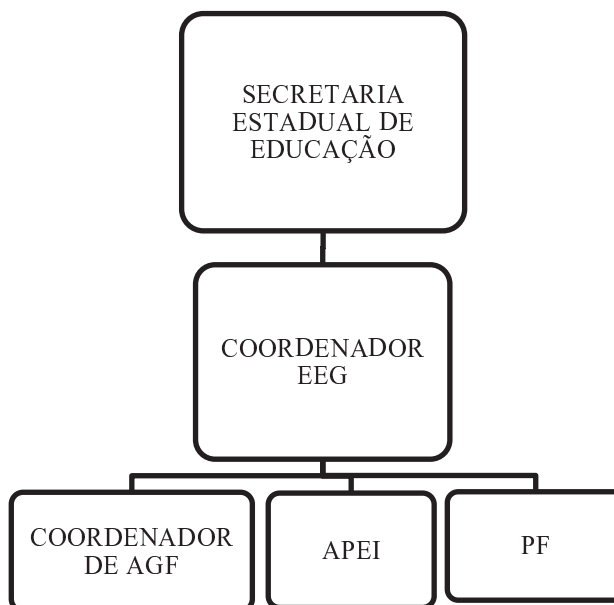 SECRETARIA
ESTADUAL DE
EDUCAÇÃO
COORDENADOR
EEG
COORDENADOR
DE AGF
APEI
PF